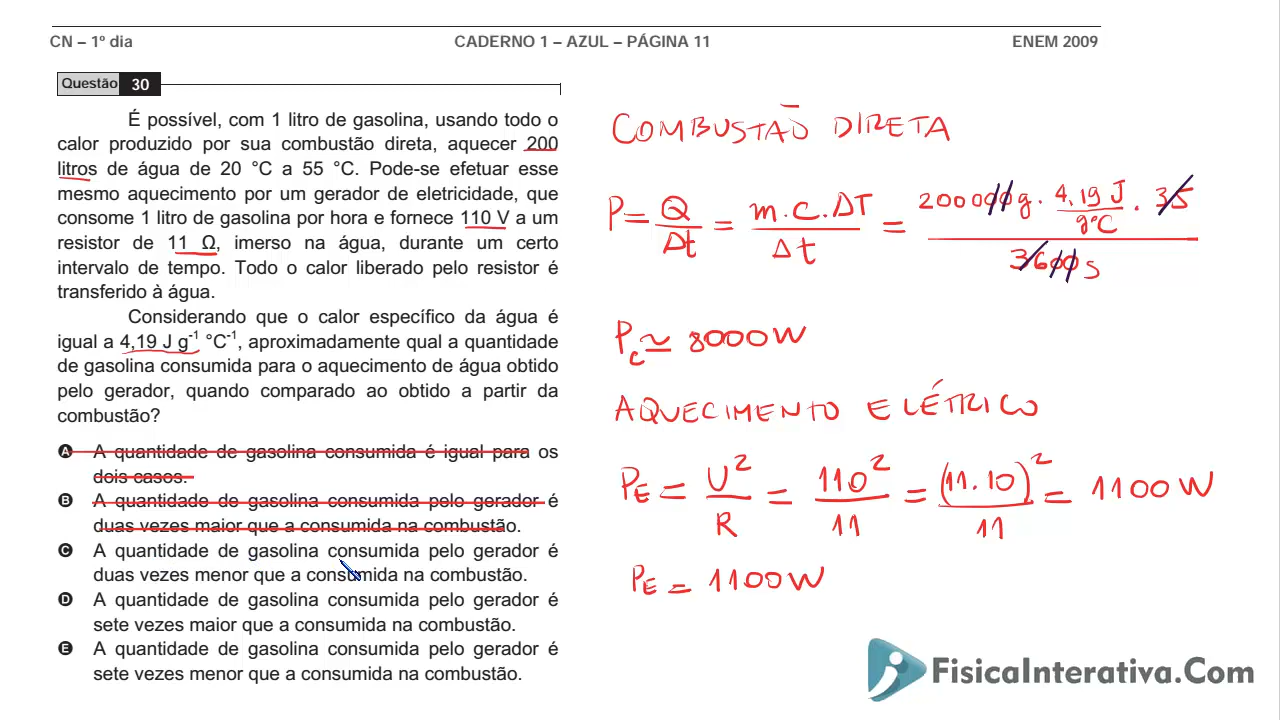 CN – 1º dia CADERNO 1 – AZUL – PÁGINA 11 ENEM 2009
Questão 30
É possível, com 1 litro de gasolina, usando todo o
calor produzido por sua combustão direta, aquecer 200
litros de água de 20 °C a 55 °C. Pode-se efetuar esse
mesmo aquecimento por um gerador de eletricidade, que
consome 1 litro de gasolina por hora e fornece 110 V a um
resistor de 11 Ω, imerso na água, durante um certo
intervalo de tempo. Todo o calor liberado pelo resistor é
transferido à água.
Considerando que o calor específico da água é
igual a 4,19 J g⁻¹ °C⁻¹, aproximadamente qual a quantidade
de gasolina consumida para o aquecimento de água obtido
pelo gerador, quando comparado ao obtido a partir da
combustão?
A A quantidade de gasolina consumida é igual para os
dois casos.
B A quantidade de gasolina consumida pelo gerador é
duas vezes maior que a consumida na combustão.
C A quantidade de gasolina consumida pelo gerador é
duas vezes menor que a consumida na combustão.
D A quantidade de gasolina consumida pelo gerador é
sete vezes maior que a consumida na combustão.
E A quantidade de gasolina consumida pelo gerador é
sete vezes menor que a consumida na combustão.
COMBUSTÃO DIRETA
P = Q/Δt = m.c.ΔT/Δt = 200000g . 4,19 J/g°C . 35 / 3600 s
Pc ≃ 8000W
AQUECIMENTO ELÉTRICO
PE = U²/R = 110²/11 = (11.10)²/11 = 1100W
PE = 1100W
FisicaInterativa.Com